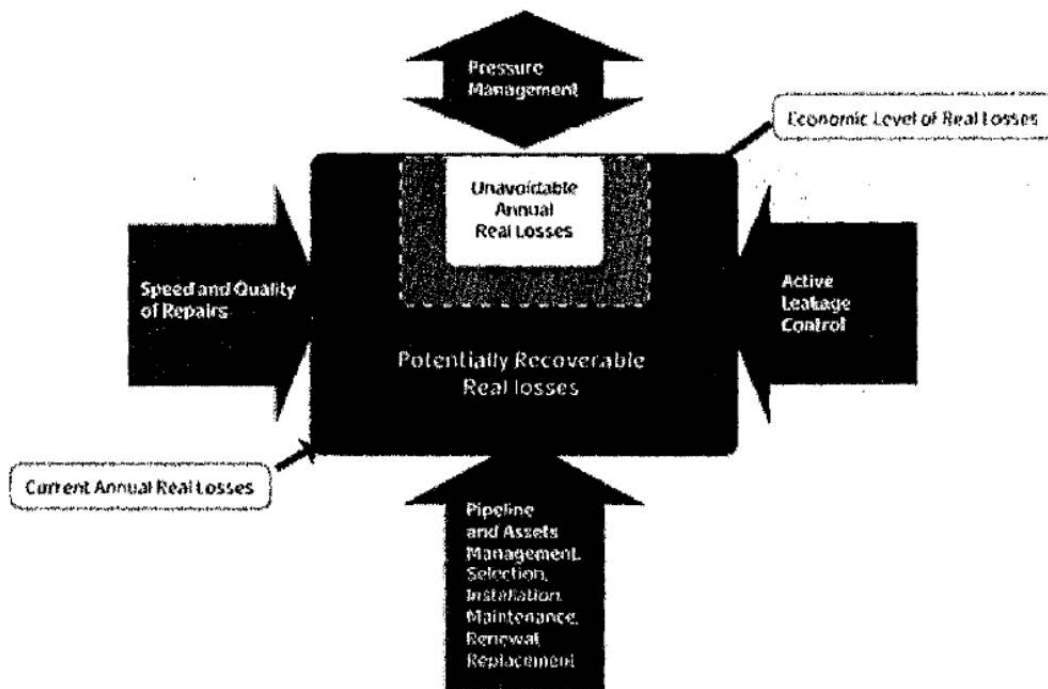 Pressure
Management
Economic Level of Real Losses
Unavoidable
Annual
Real Losses
Speed and Quality
of Repairs
Active
Leakage
Control
Potentially Recoverable
Real losses
Current Annual Real Losses
Pipeline
and Assets
Management,
Selection,
Installation,
Maintenance,
Renewal,
Replacement